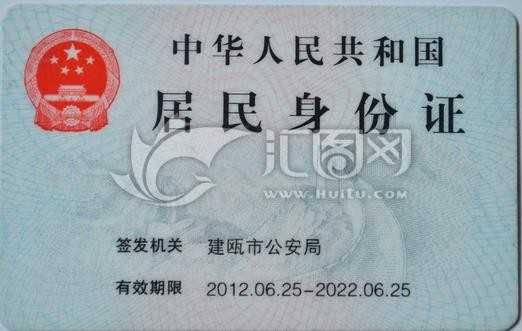 中华人民共和国
居民身份证
汇图网
www.Huitu.com
签发机关 建瓯市公安局
有效期限 2012.06.25-2022.06.25